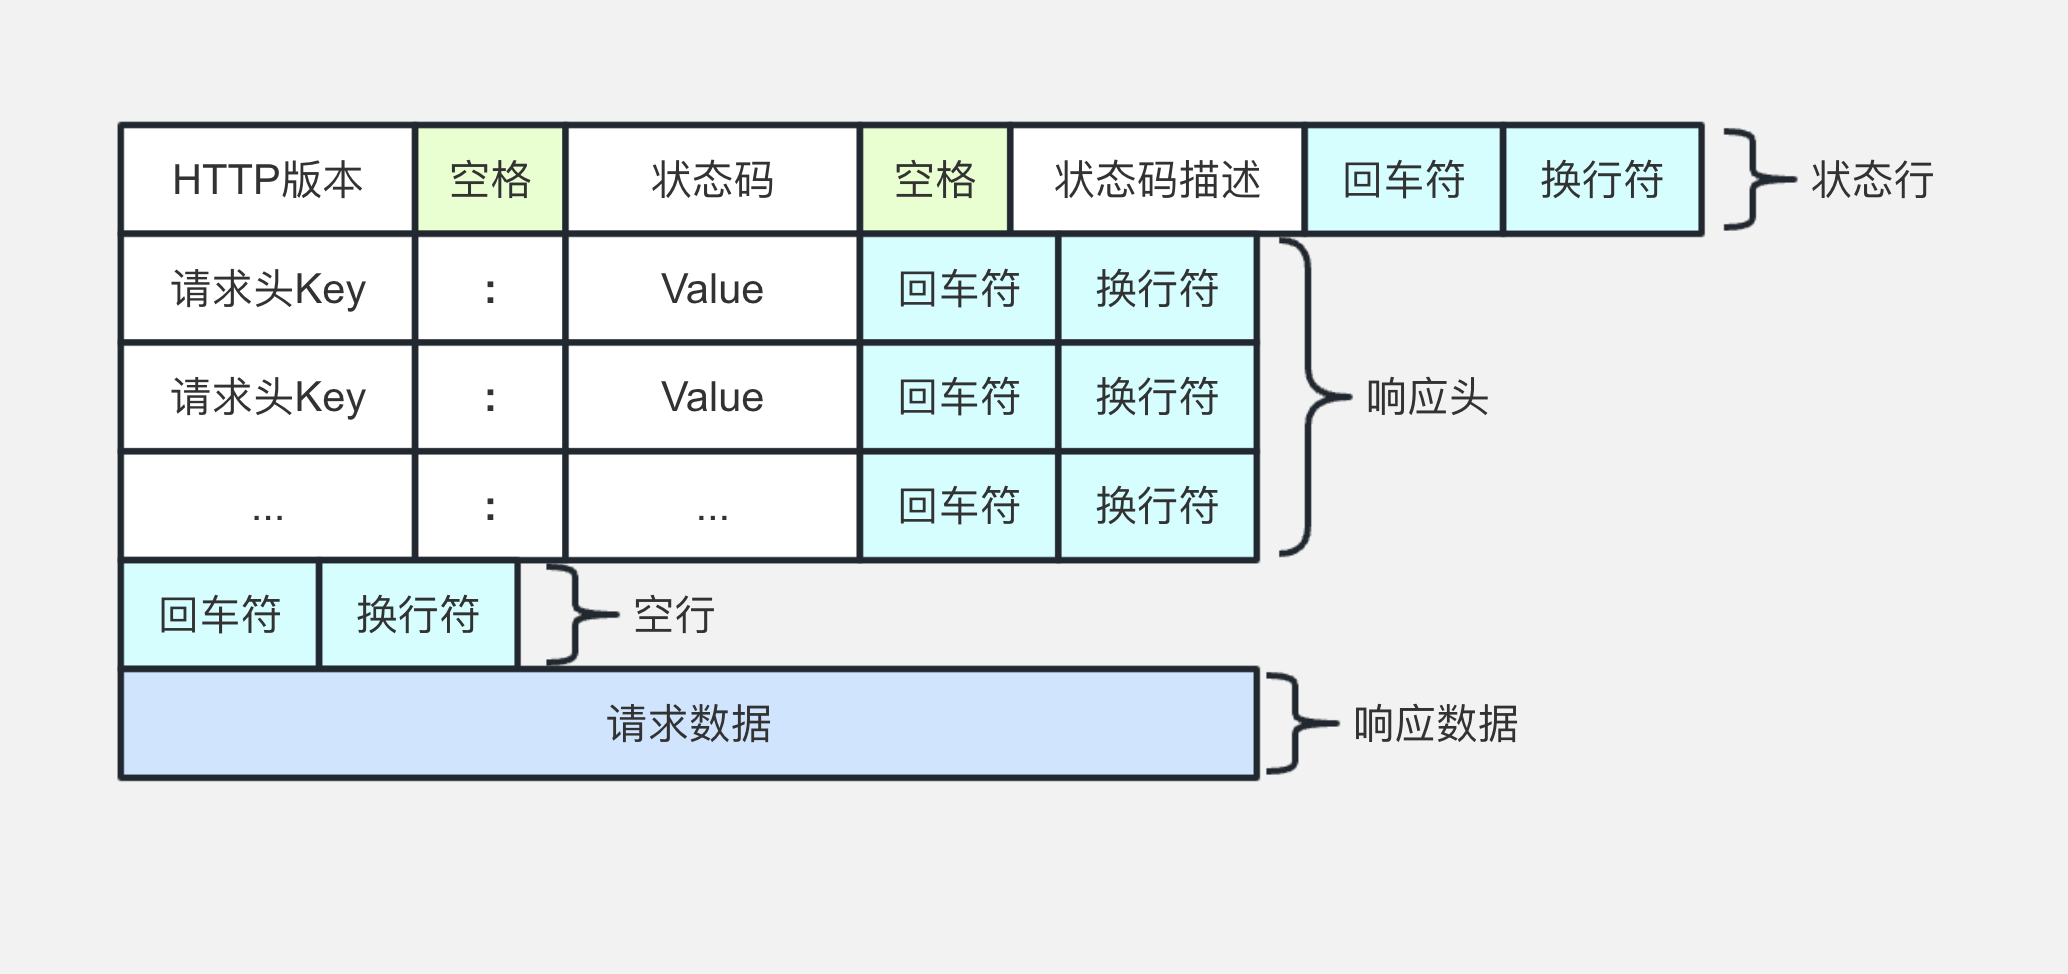 HTTP版本 空格 状态码 空格 状态码描述 回车符 换行符 状态行
请求头Key : Value 回车符 换行符
请求头Key : Value 回车符 换行符 响应头
... : ... 回车符 换行符
回车符 换行符 空行
请求数据 响应数据